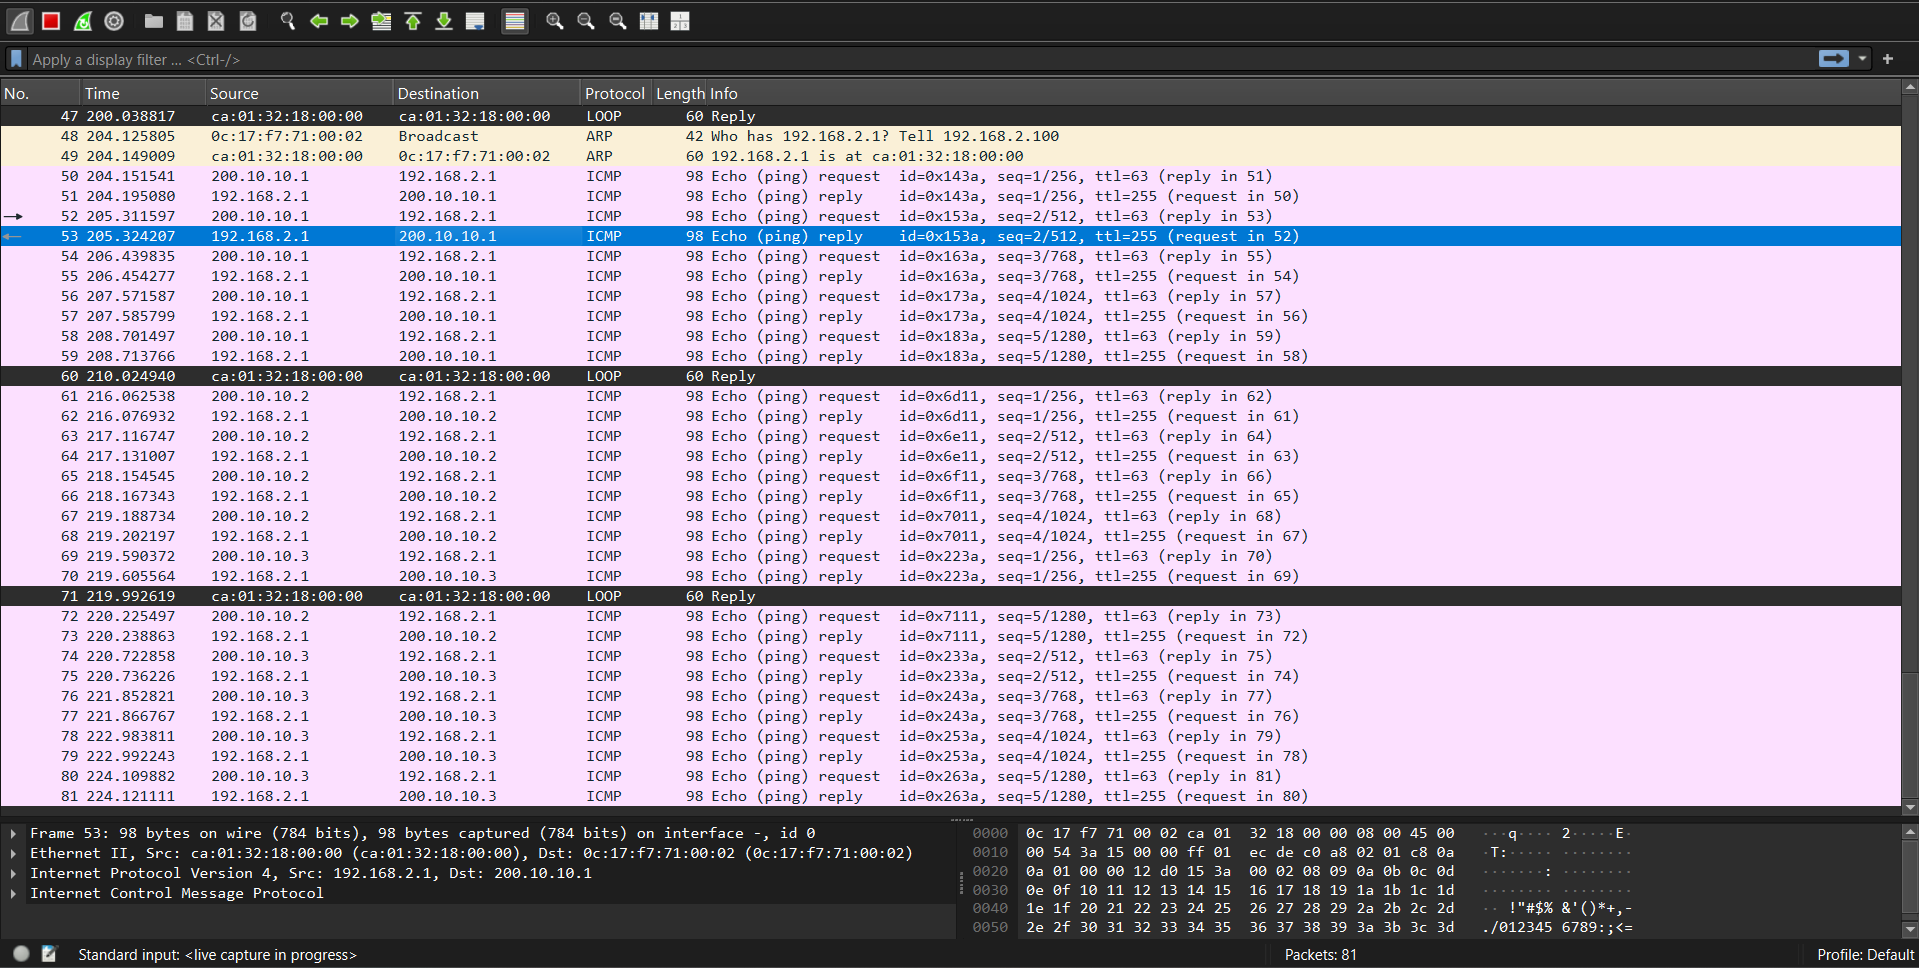 Apply a display filter ... <Ctrl-/>
No. Time Source Destination Protocol Length Info
47 200.038817 ca:01:32:18:00:00 ca:01:32:18:00:00 LOOP 60 Reply
48 204.125805 0c:17:f7:71:00:02 Broadcast ARP 42 Who has 192.168.2.1? Tell 192.168.2.100
49 204.149009 ca:01:32:18:00:00 0c:17:f7:71:00:02 ARP 60 192.168.2.1 is at ca:01:32:18:00:00
50 204.151541 200.10.10.1 192.168.2.1 ICMP 98 Echo (ping) request id=0x143a, seq=1/256, ttl=63 (reply in 51)
51 204.195080 192.168.2.1 200.10.10.1 ICMP 98 Echo (ping) reply id=0x143a, seq=1/256, ttl=255 (request in 50)
52 205.311597 200.10.10.1 192.168.2.1 ICMP 98 Echo (ping) request id=0x153a, seq=2/512, ttl=63 (reply in 53)
53 205.324207 192.168.2.1 200.10.10.1 ICMP 98 Echo (ping) reply id=0x153a, seq=2/512, ttl=255 (request in 52)
54 206.439835 200.10.10.1 192.168.2.1 ICMP 98 Echo (ping) request id=0x163a, seq=3/768, ttl=63 (reply in 55)
55 206.454277 192.168.2.1 200.10.10.1 ICMP 98 Echo (ping) reply id=0x163a, seq=3/768, ttl=255 (request in 54)
56 207.571587 200.10.10.1 192.168.2.1 ICMP 98 Echo (ping) request id=0x173a, seq=4/1024, ttl=63 (reply in 57)
57 207.585799 192.168.2.1 200.10.10.1 ICMP 98 Echo (ping) reply id=0x173a, seq=4/1024, ttl=255 (request in 56)
58 208.701497 200.10.10.1 192.168.2.1 ICMP 98 Echo (ping) request id=0x183a, seq=5/1280, ttl=63 (reply in 59)
59 208.713766 192.168.2.1 200.10.10.1 ICMP 98 Echo (ping) reply id=0x183a, seq=5/1280, ttl=255 (request in 58)
60 210.024940 ca:01:32:18:00:00 ca:01:32:18:00:00 LOOP 60 Reply
61 216.062538 200.10.10.2 192.168.2.1 ICMP 98 Echo (ping) request id=0x6d11, seq=1/256, ttl=63 (reply in 62)
62 216.076932 192.168.2.1 200.10.10.2 ICMP 98 Echo (ping) reply id=0x6d11, seq=1/256, ttl=255 (request in 61)
63 217.116747 200.10.10.2 192.168.2.1 ICMP 98 Echo (ping) request id=0x6e11, seq=2/512, ttl=63 (reply in 64)
64 217.131007 192.168.2.1 200.10.10.2 ICMP 98 Echo (ping) reply id=0x6e11, seq=2/512, ttl=255 (request in 63)
65 218.154545 200.10.10.2 192.168.2.1 ICMP 98 Echo (ping) request id=0x6f11, seq=3/768, ttl=63 (reply in 66)
66 218.167343 192.168.2.1 200.10.10.2 ICMP 98 Echo (ping) reply id=0x6f11, seq=3/768, ttl=255 (request in 65)
67 219.188734 200.10.10.2 192.168.2.1 ICMP 98 Echo (ping) request id=0x7011, seq=4/1024, ttl=63 (reply in 68)
68 219.202197 192.168.2.1 200.10.10.2 ICMP 98 Echo (ping) reply id=0x7011, seq=4/1024, ttl=255 (request in 67)
69 219.590372 200.10.10.3 192.168.2.1 ICMP 98 Echo (ping) request id=0x223a, seq=1/256, ttl=63 (reply in 70)
70 219.605564 192.168.2.1 200.10.10.3 ICMP 98 Echo (ping) reply id=0x223a, seq=1/256, ttl=255 (request in 69)
71 219.992619 ca:01:32:18:00:00 ca:01:32:18:00:00 LOOP 60 Reply
72 220.225497 200.10.10.2 192.168.2.1 ICMP 98 Echo (ping) request id=0x7111, seq=5/1280, ttl=63 (reply in 73)
73 220.238863 192.168.2.1 200.10.10.2 ICMP 98 Echo (ping) reply id=0x7111, seq=5/1280, ttl=255 (request in 72)
74 220.722858 200.10.10.3 192.168.2.1 ICMP 98 Echo (ping) request id=0x233a, seq=2/512, ttl=63 (reply in 75)
75 220.736226 192.168.2.1 200.10.10.3 ICMP 98 Echo (ping) reply id=0x233a, seq=2/512, ttl=255 (request in 74)
76 221.852821 200.10.10.3 192.168.2.1 ICMP 98 Echo (ping) request id=0x243a, seq=3/768, ttl=63 (reply in 77)
77 221.866767 192.168.2.1 200.10.10.3 ICMP 98 Echo (ping) reply id=0x243a, seq=3/768, ttl=255 (request in 76)
78 222.983811 200.10.10.3 192.168.2.1 ICMP 98 Echo (ping) request id=0x253a, seq=4/1024, ttl=63 (reply in 79)
79 222.992243 192.168.2.1 200.10.10.3 ICMP 98 Echo (ping) reply id=0x253a, seq=4/1024, ttl=255 (request in 78)
80 224.109882 200.10.10.3 192.168.2.1 ICMP 98 Echo (ping) request id=0x263a, seq=5/1280, ttl=63 (reply in 81)
81 224.121111 192.168.2.1 200.10.10.3 ICMP 98 Echo (ping) reply id=0x263a, seq=5/1280, ttl=255 (request in 80)
Frame 53: 98 bytes on wire (784 bits), 98 bytes captured (784 bits) on interface -, id 0
Ethernet II, Src: ca:01:32:18:00:00 (ca:01:32:18:00:00), Dst: 0c:17:f7:71:00:02 (0c:17:f7:71:00:02)
Internet Protocol Version 4, Src: 192.168.2.1, Dst: 200.10.10.1
Internet Control Message Protocol
0000 0c 17 f7 71 00 02 ca 01 32 18 00 00 08 00 45 00 ···q···· 2·····E·
0010 00 54 3a 15 00 00 ff 01 ec de c0 a8 02 01 c8 0a ·T:····· ········
0020 0a 01 00 00 12 d0 15 3a 00 02 08 09 0a 0b 0c 0d ·······: ········
0030 0e 0f 10 11 12 13 14 15 16 17 18 19 1a 1b 1c 1d ········ ········
0040 1e 1f 20 21 22 23 24 25 26 27 28 29 2a 2b 2c 2d ·· !"#$% &'()*+,-
0050 2e 2f 30 31 32 33 34 35 36 37 38 39 3a 3b 3c 3d ./012345 6789:;<=
Standard input: <live capture in progress>
Packets: 81
Profile: Default